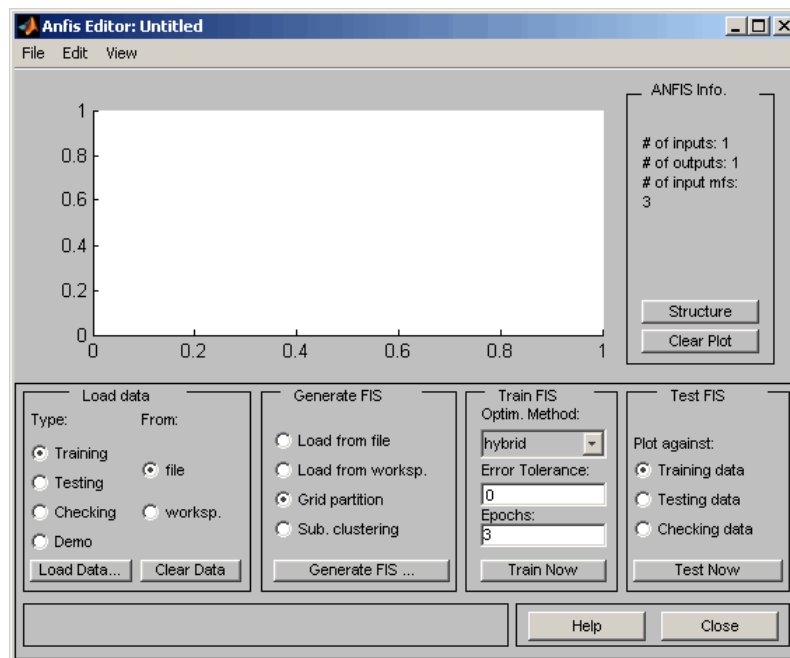 Anfis Editor: Untitled
File Edit View
ANFIS Info.
# of inputs: 1
# of outputs: 1
# of input mfs:
3
Structure
Clear Plot
1
0.8
0.6
0.4
0.2
0
0 0.2 0.4 0.6 0.8 1
Load data
Type: From:
Training
file
Testing
Checking
worksp.
Demo
Load Data... Clear Data
Generate FIS
Load from file
Load from worksp.
Grid partition
Sub. clustering
Generate FIS ...
Train FIS
Optim. Method:
hybrid
Error Tolerance:
0
Epochs:
3
Train Now
Test FIS
Plot against:
Training data
Testing data
Checking data
Test Now
Help Close